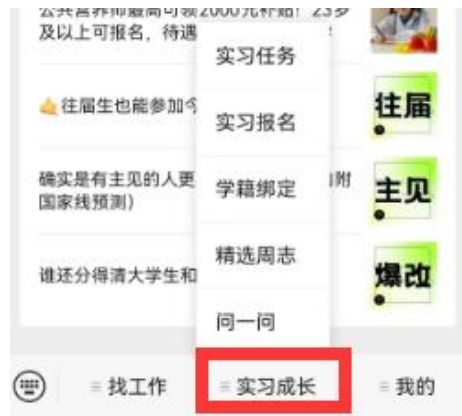 公共营养师最高可领2000元补贴！23岁
及以上可报名，待遇
🤙往届生也能参加今
往届
确实是有主见的人更
附
国家线预测）
主见
谁还分得清大学生和
爆改
实习任务
实习报名
学籍绑定
精选周志
问一问
≡ 找工作
≡ 实习成长
≡ 我的